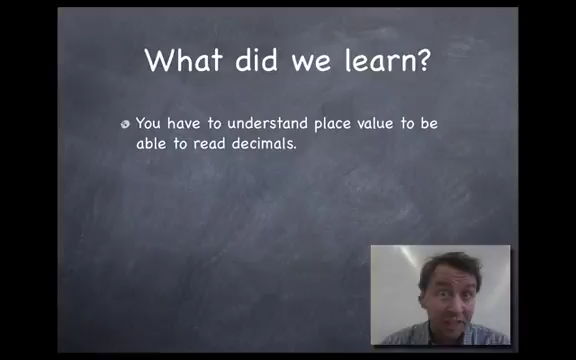 What did we learn?
You have to understand place value to be
able to read decimals.